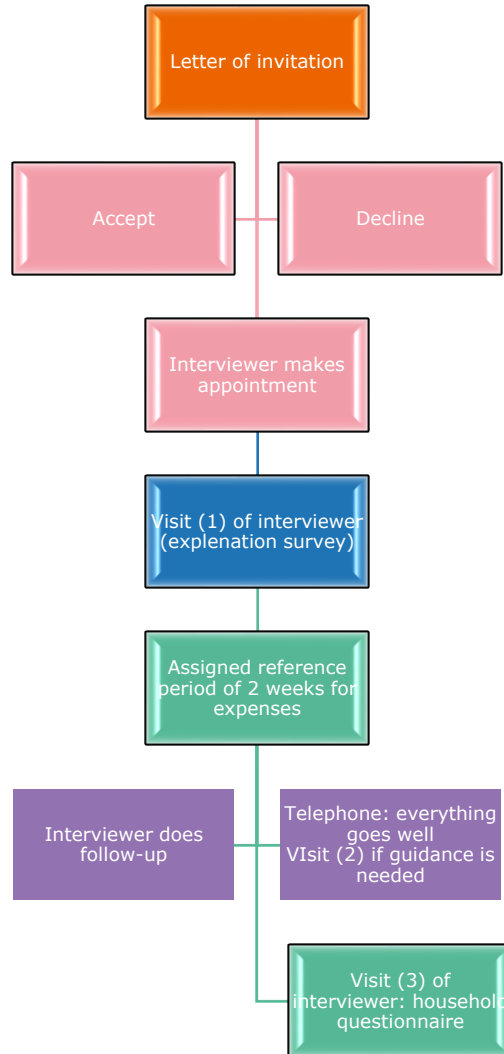 Letter of invitation
Accept
Decline
Interviewer makes
appointment
Visit (1) of interviewer
(explenation survey)
Assigned reference
period of 2 weeks for
expenses
Interviewer does
follow-up
Telephone: everything
goes well
VIsit (2) if guidance is
needed
Visit (3) of
interviewer: household
questionnaire